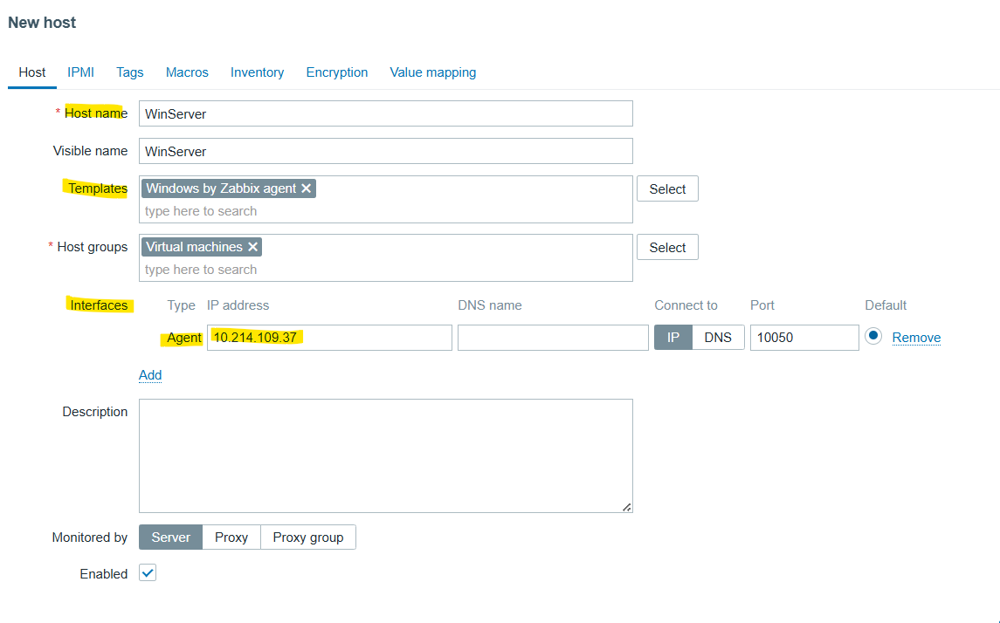 New host
Host IPMI Tags Macros Inventory Encryption Value mapping
* Host name WinServer
Visible name WinServer
Templates Windows by Zabbix agent ✕ Select
type here to search
* Host groups Virtual machines ✕ Select
type here to search
Interfaces Type IP address DNS name Connect to Port Default
Agent 10.214.109.37 IP DNS 10050 Remove
Add
Description
Monitored by Server Proxy Proxy group
Enabled